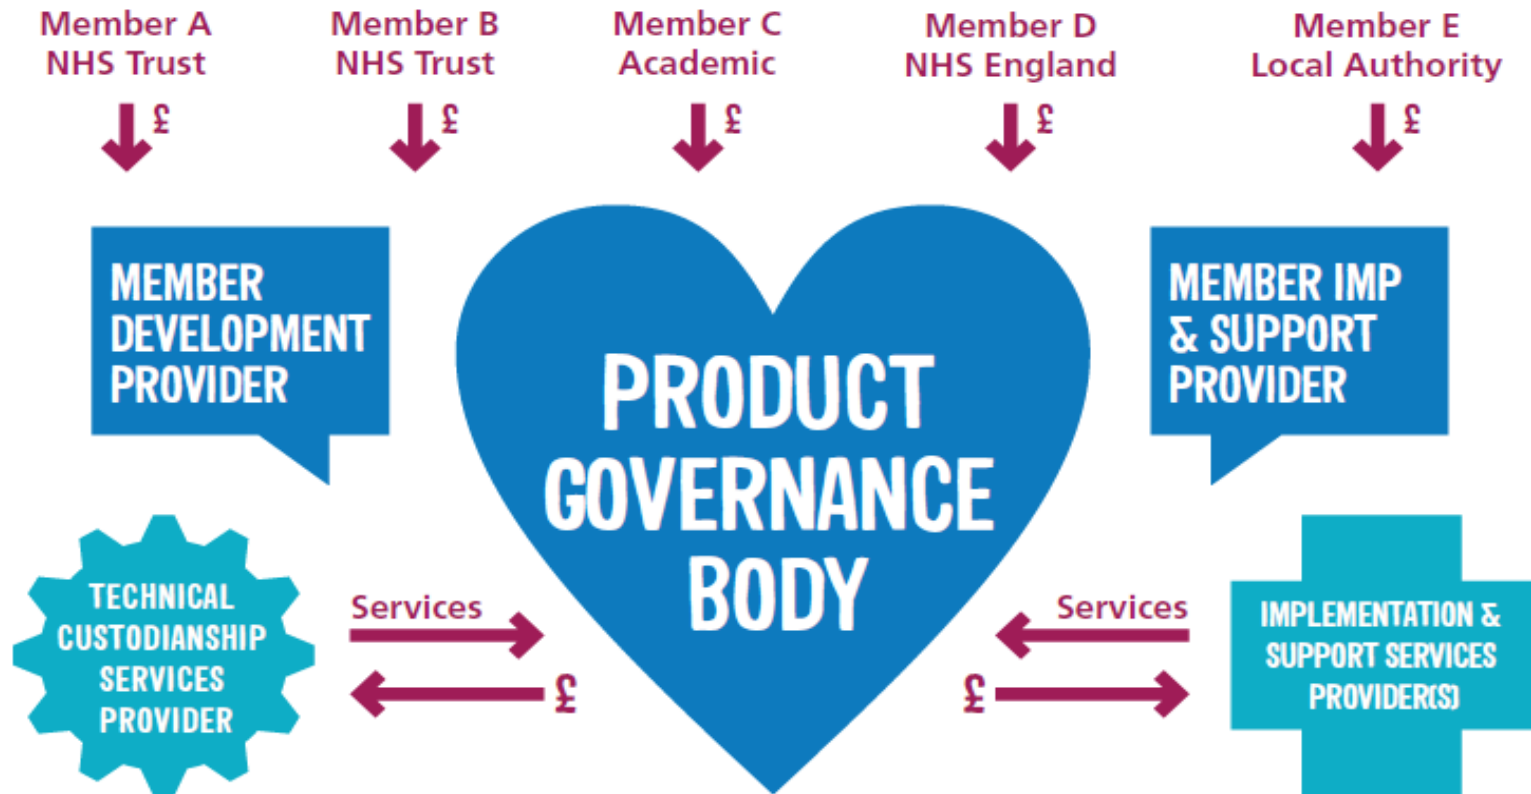 Member A
NHS Trust
Member B
NHS Trust
Member C
Academic
Member D
NHS England
Member E
Local Authority
£
£
£
£
£
MEMBER
DEVELOPMENT
PROVIDER
PRODUCT
GOVERNANCE
BODY
MEMBER IMP
& SUPPORT
PROVIDER
TECHNICAL
CUSTODIANSHIP
SERVICES
PROVIDER
Services
£
Services
£
IMPLEMENTATION &
SUPPORT SERVICES
PROVIDER(S)